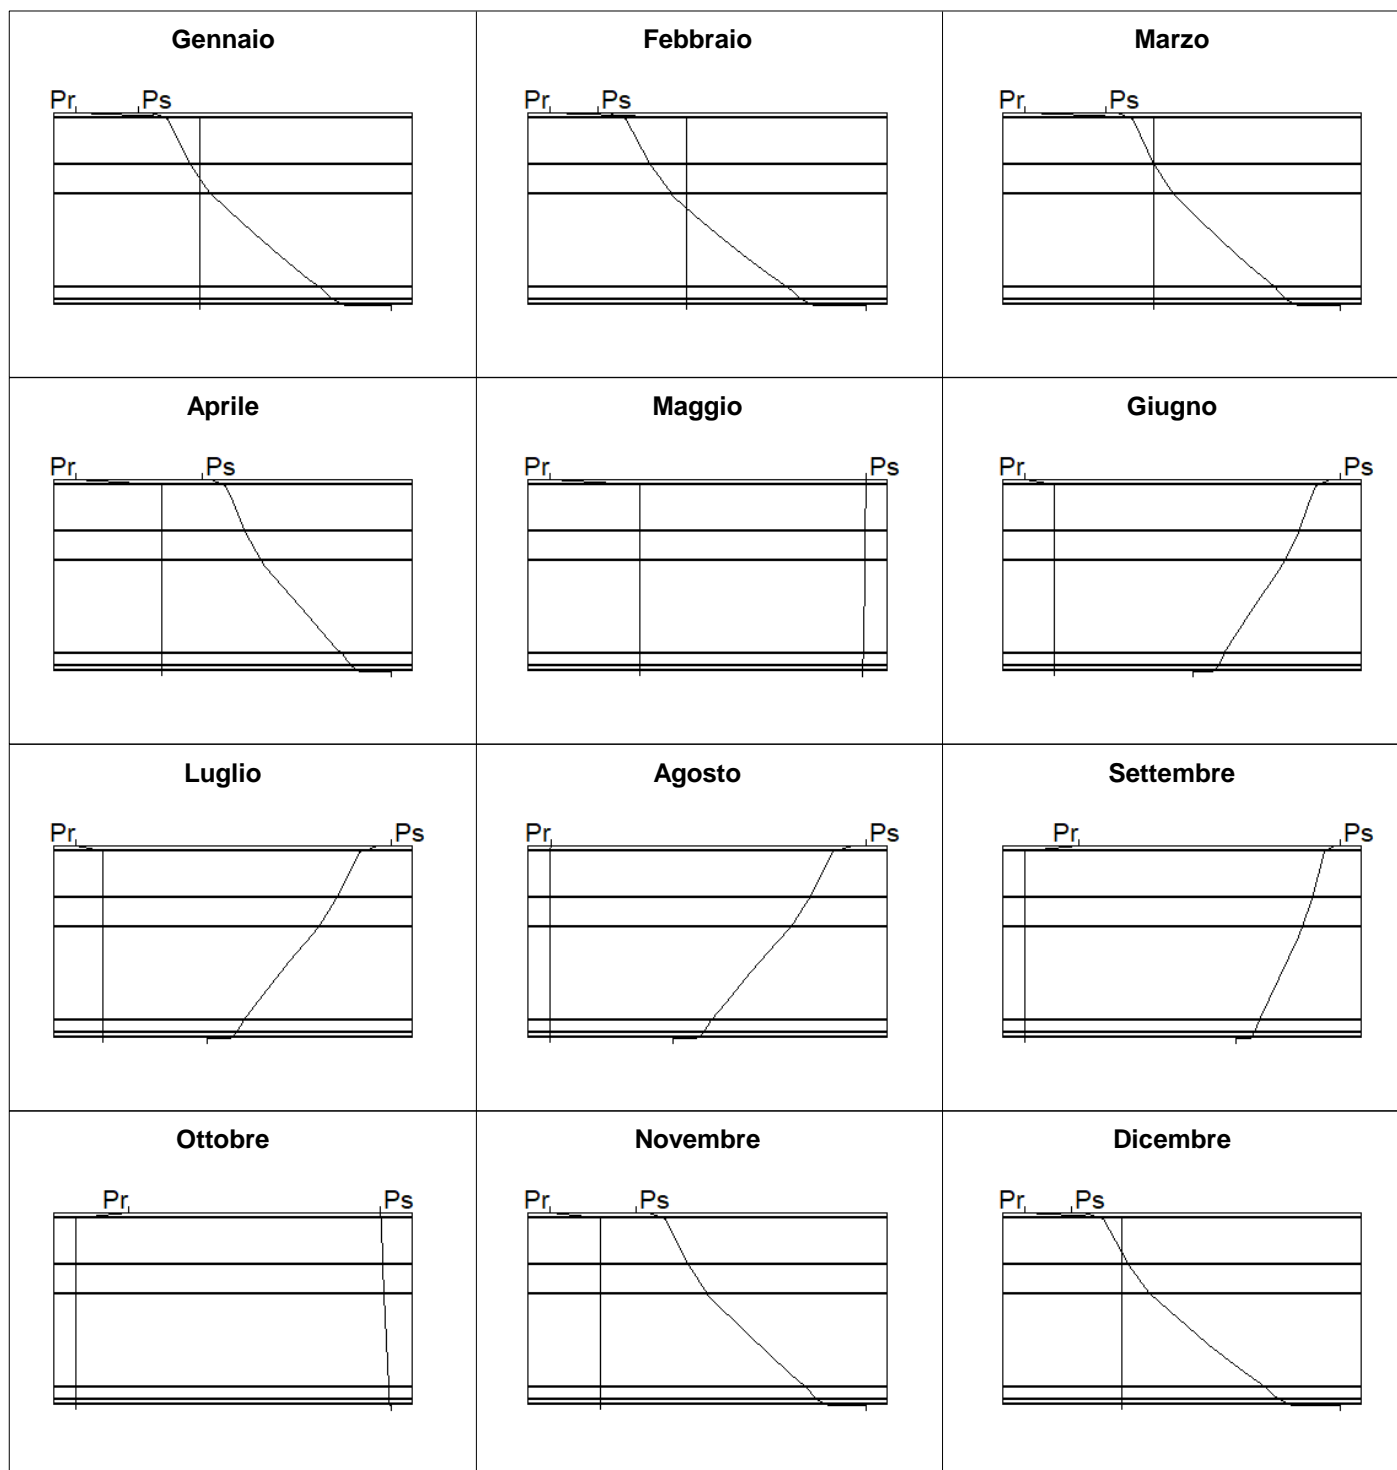 Gennaio
Febbraio
Marzo
Pr Ps
Pr Ps
Pr Ps
Aprile
Maggio
Giugno
Pr Ps
Pr Ps
Pr Ps
Luglio
Agosto
Settembre
Pr Ps
Pr Ps
Pr Ps
Ottobre
Novembre
Dicembre
Pr Ps
Pr Ps
Pr Ps